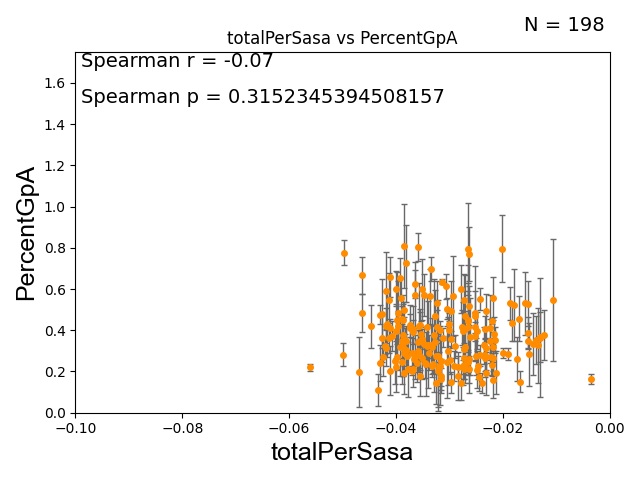 N = 198
totalPerSasa vs PercentGpA
Spearman r = -0.07
Spearman p = 0.3152345394508157
PercentGpA
1.6
1.4
1.2
1.0
0.8
0.6
0.4
0.2
0.0
−0.10 −0.08 −0.06 −0.04 −0.02 0.00
totalPerSasa